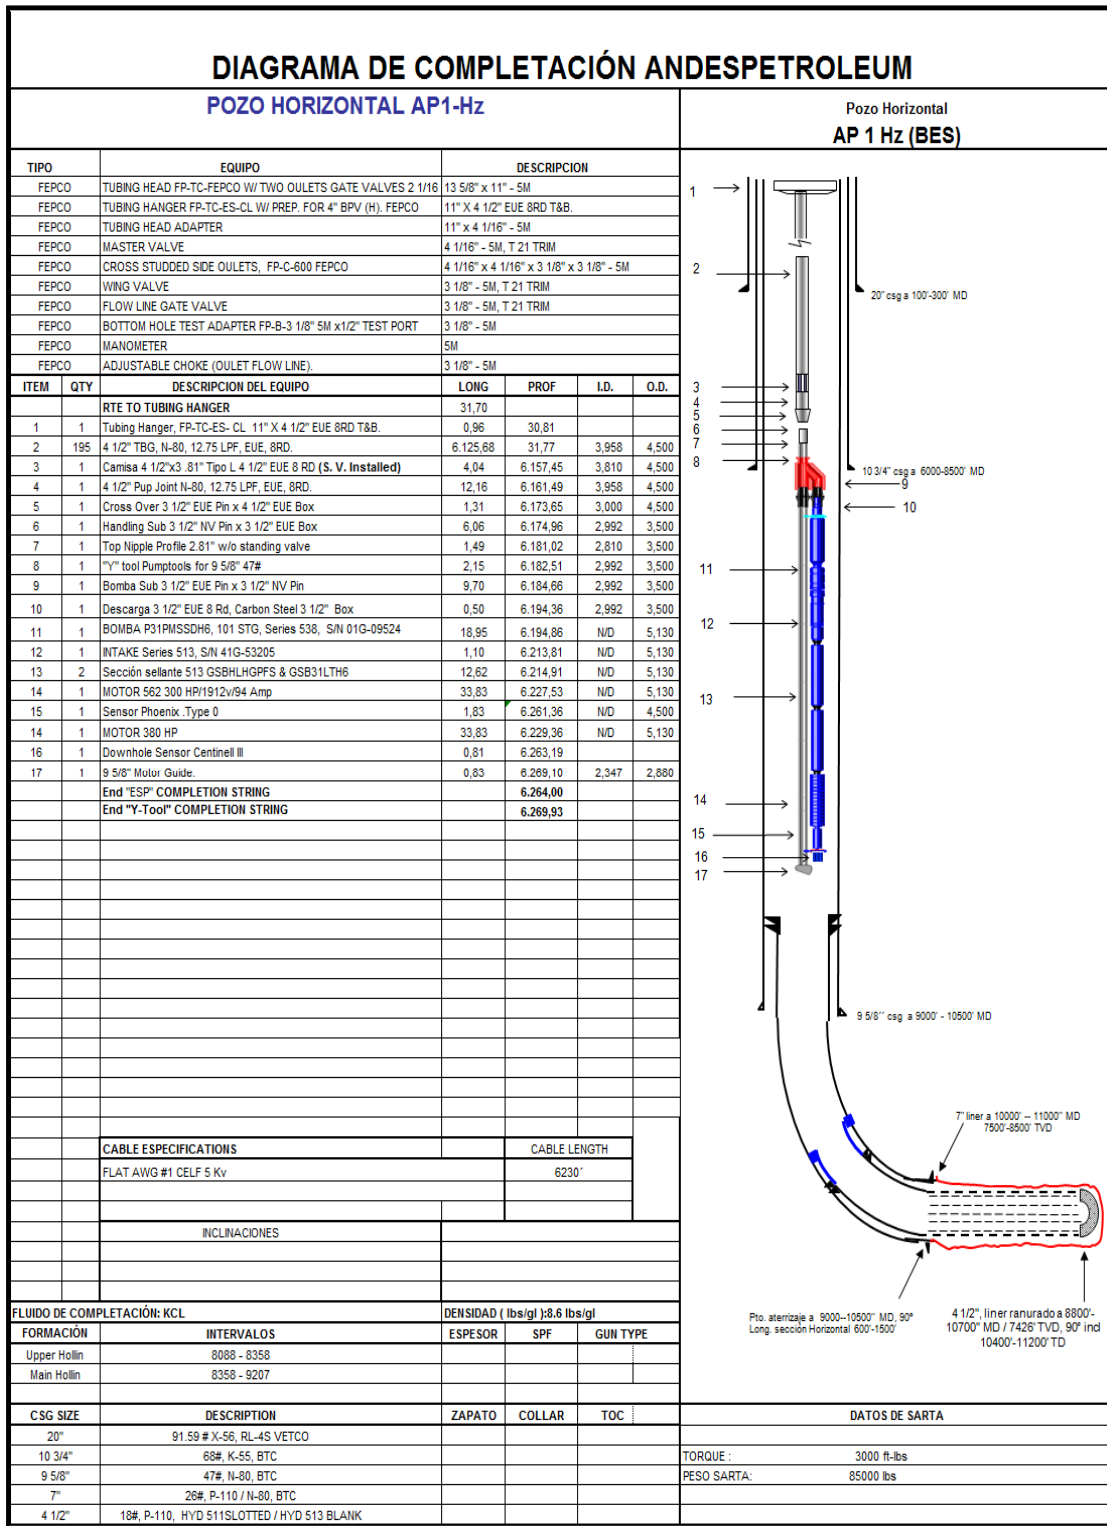 DIAGRAMA DE COMPLETACIÓN ANDESPETROLEUM
POZO HORIZONTAL AP1-Hz
Pozo Horizontal
AP 1 Hz (BES)
TIPO EQUIPO DESCRIPCION
FEPCO TUBING HEAD FP-TC-FEPCO W/ TWO OULETS GATE VALVES 2 1/16 13 5/8" x 11" - 5M
FEPCO TUBING HANGER FP-TC-ES-CL W/ PREP. FOR 4" BPV (H). FEPCO 11" X 4 1/2" EUE 8RD T&B.
FEPCO TUBING HEAD ADAPTER 11" x 4 1/16" - 5M
FEPCO MASTER VALVE 4 1/16" - 5M, T 21 TRIM
FEPCO CROSS STUDDED SIDE OULETS, FP-C-600 FEPCO 4 1/16" x 4 1/16" x 3 1/8" x 3 1/8" - 5M
FEPCO WING VALVE 3 1/8" - 5M, T 21 TRIM
FEPCO FLOW LINE GATE VALVE 3 1/8" - 5M, T 21 TRIM
FEPCO BOTTOM HOLE TEST ADAPTER FP-B-3 1/8" 5M x1/2" TEST PORT 3 1/8" - 5M
FEPCO MANOMETER 5M
FEPCO ADJUSTABLE CHOKE (OULET FLOW LINE). 3 1/8" - 5M
ITEM QTY DESCRIPCION DEL EQUIPO LONG PROF I.D. O.D.
RTE TO TUBING HANGER 31,70
1 1 Tubing Hanger, FP-TC-ES- CL 11" X 4 1/2" EUE 8RD T&B. 0,96 30,81
2 195 4 1/2" TBG, N-80, 12.75 LPF, EUE, 8RD. 6.125,68 31,77 3,958 4,500
3 1 Camisa 4 1/2"x3 .81" Tipo L 4 1/2" EUE 8 RD (S. V. Installed) 4,04 6.157,45 3,810 4,500
4 1 4 1/2" Pup Joint N-80, 12.75 LPF, EUE, 8RD. 12,16 6.161,49 3,958 4,500
5 1 Cross Over 3 1/2" EUE Pin x 4 1/2" EUE Box 1,31 6.173,65 3,000 4,500
6 1 Handling Sub 3 1/2" NV Pin x 3 1/2" EUE Box 6,06 6.174,96 2,992 3,500
7 1 Top Nipple Profile 2.81" w/o standing valve 1,49 6.181,02 2,810 3,500
8 1 "Y" tool Pumptools for 9 5/8" 47# 2,15 6.182,51 2,992 3,500
9 1 Bomba Sub 3 1/2" EUE Pin x 3 1/2" NV Pin 9,70 6.184,66 2,992 3,500
10 1 Descarga 3 1/2" EUE 8 Rd, Carbon Steel 3 1/2" Box 0,50 6.194,36 2,992 3,500
11 1 BOMBA P31PMSSDH6, 101 STG, Series 538, S/N 01G-09524 18,95 6.194,86 N/D 5,130
12 1 INTAKE Series 513, S/N 41G-53205 1,10 6.213,81 N/D 5,130
13 2 Sección sellante 513 GSBHLHGPFS & GSB31LTH6 12,62 6.214,91 N/D 5,130
14 1 MOTOR 562 300 HP/1912v/94 Amp 33,83 6.227,53 N/D 5,130
15 1 Sensor Phoenix .Type 0 1,83 6.261,36 N/D 4,500
14 1 MOTOR 380 HP 33,83 6.229,36 N/D 5,130
16 1 Downhole Sensor Centinell III 0,81 6.263,19
17 1 9 5/8" Motor Guide. 0,83 6.269,10 2,347 2,880
End "ESP" COMPLETION STRING 6.264,00
End "Y-Tool" COMPLETION STRING 6.269,93
CABLE ESPECIFICATIONS CABLE LENGTH
FLAT AWG #1 CELF 5 Kv 6230´
INCLINACIONES
FLUIDO DE COMPLETACIÓN: KCL DENSIDAD ( lbs/gl ):8.6 lbs/gl
FORMACIÓN INTERVALOS ESPESOR SPF GUN TYPE
Upper Hollin 8088 - 8358
Main Hollin 8358 - 9207
CSG SIZE DESCRIPTION ZAPATO COLLAR TOC
20" 91.59 # X-56, RL-4S VETCO
10 3/4" 68#, K-55, BTC
9 5/8" 47#, N-80, BTC
7" 26#, P-110 / N-80, BTC
4 1/2" 18#, P-110, HYD 511SLOTTED / HYD 513 BLANK
1
2
20" csg a 100'-300' MD
3
4
5
6
7
8
10 3/4" csg a 6000-8500' MD
9
10
11
12
13
14
15
16
17
9 5/8'' csg a 9000' - 10500' MD
7" liner a 10000' -- 11000'' MD
7500'-8500' TVD
Pto. aterrizaje a 9000--10500'' MD, 90º
Long. sección Horizontal 600'-1500'
4 1/2", liner ranurado a 8800'-
10700'' MD / 7426' TVD, 90º incl
10400'-11200' TD
DATOS DE SARTA
TORQUE : 3000 ft-lbs
PESO SARTA: 85000 lbs